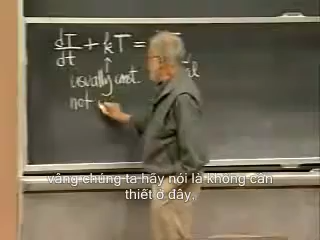 dT/dt + kT =
usually const.
not
vâng chúng ta hãy nói là không cần
thiết ở đây,